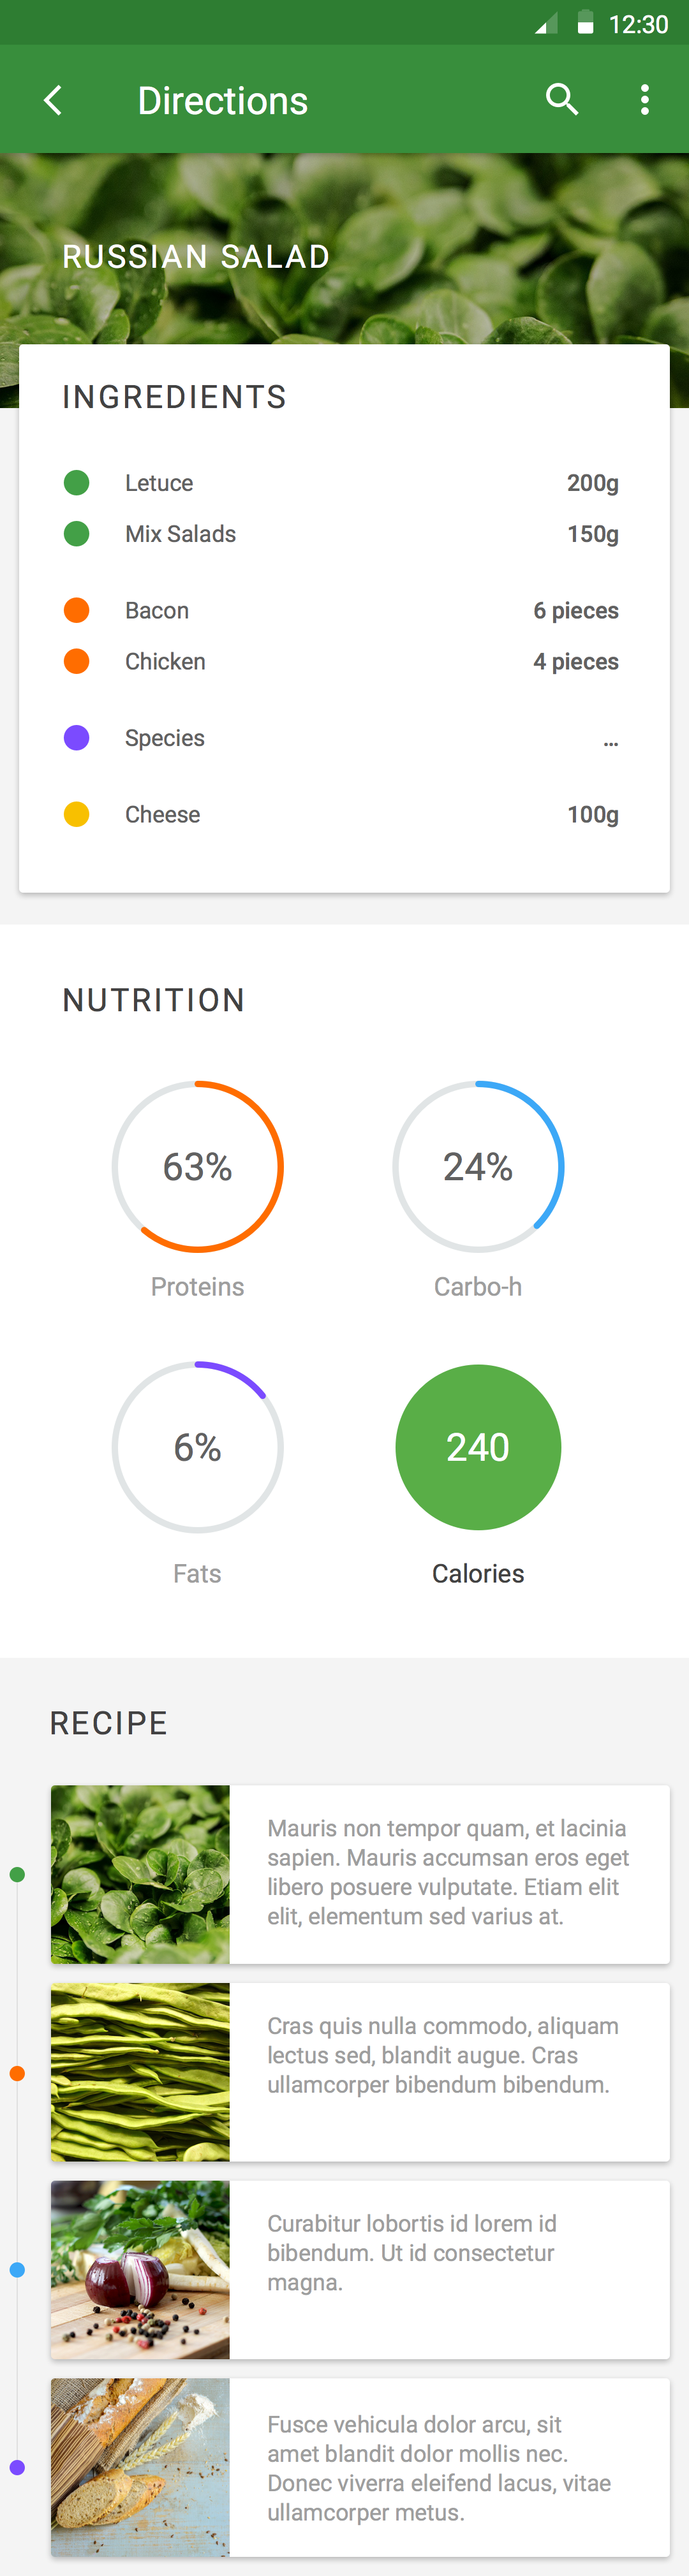 12:30
Directions
RUSSIAN SALAD
INGREDIENTS
Letuce 200g
Mix Salads 150g
Bacon 6 pieces
Chicken 4 pieces
Species ...
Cheese 100g
NUTRITION
63% 24%
Proteins Carbo-h
6% 240
Fats Calories
RECIPE
Mauris non tempor quam, et lacinia
sapien. Mauris accumsan eros eget
libero posuere vulputate. Etiam elit
elit, elementum sed varius at.
Cras quis nulla commodo, aliquam
lectus sed, blandit augue. Cras
ullamcorper bibendum bibendum.
Curabitur lobortis id lorem id
bibendum. Ut id consectetur
magna.
Fusce vehicula dolor arcu, sit
amet blandit dolor mollis nec.
Donec viverra eleifend lacus, vitae
ullamcorper metus.